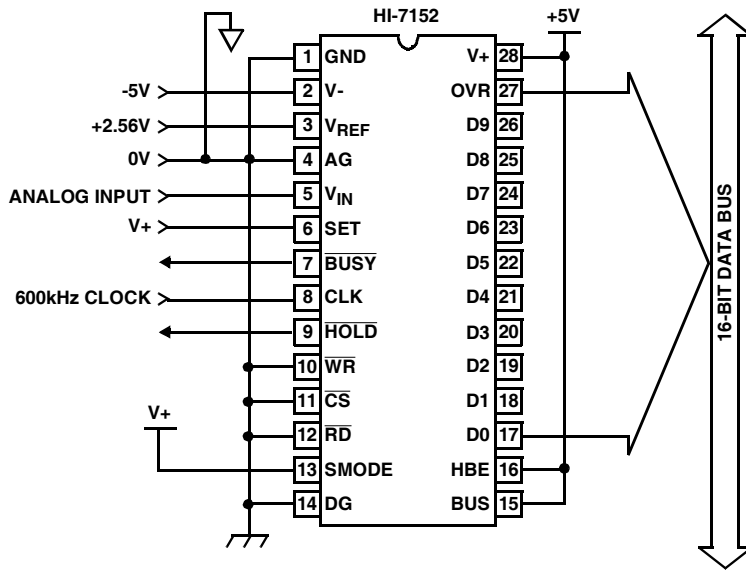 HI-7152
+5V
1 GND
2 V-
3 VREF
4 AG
5 VIN
6 SET
7 BUSY
8 CLK
9 HOLD
10 WR
11 CS
12 RD
13 SMODE
14 DG
V+ 28
OVR 27
D9 26
D8 25
D7 24
D6 23
D5 22
D4 21
D3 20
D2 19
D1 18
D0 17
HBE 16
BUS 15
-5V
+2.56V
0V
ANALOG INPUT
V+
600kHz CLOCK
V+
16-BIT DATA BUS